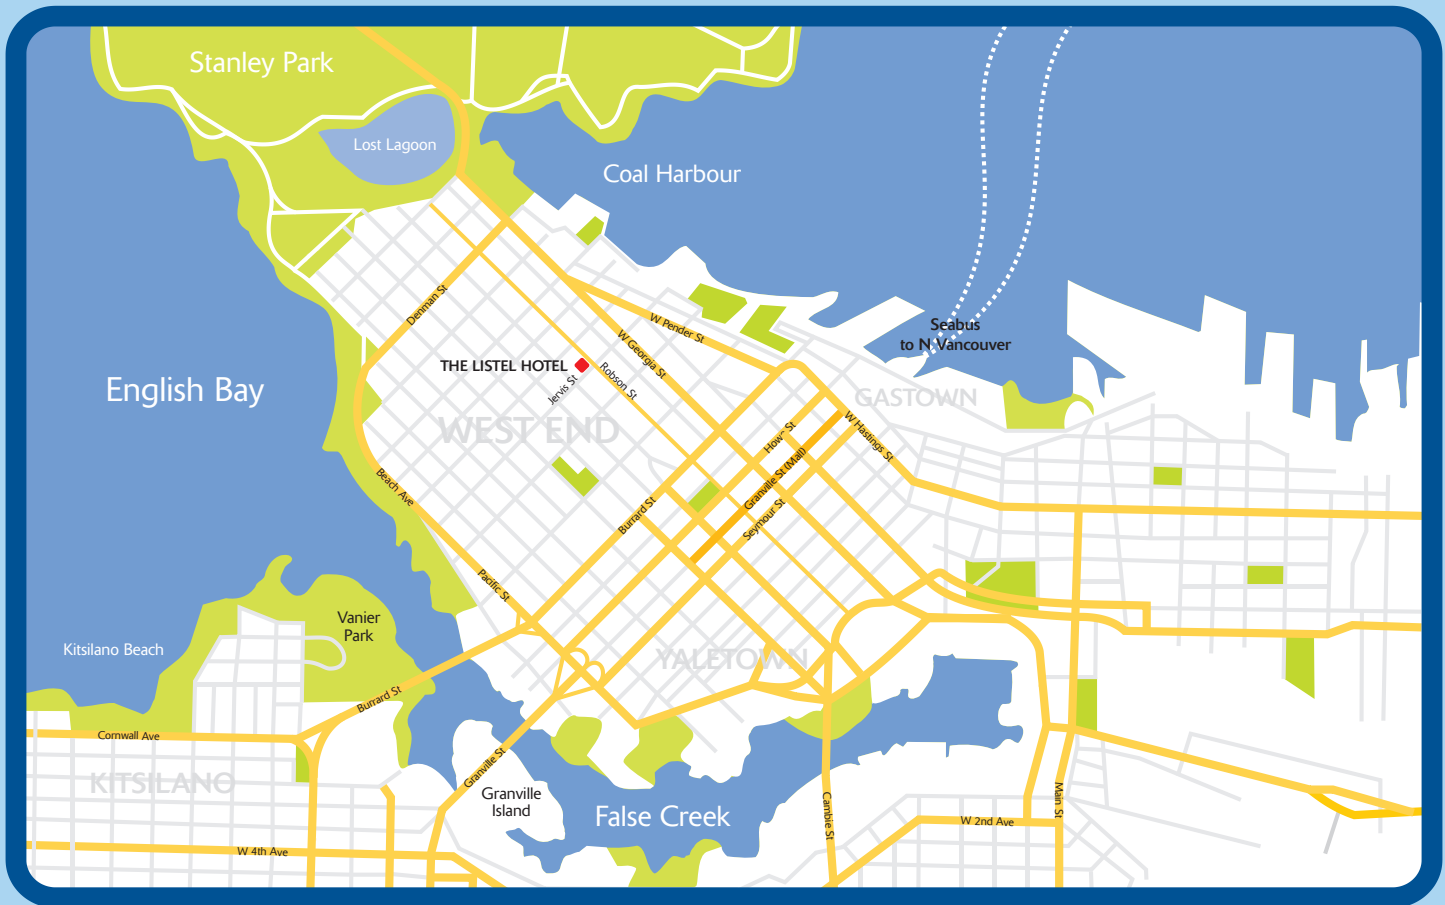 Stanley Park
Lost Lagoon
Coal Harbour
Denman St
W Pender St
W Georgia St
Seabus
to N Vancouver
THE LISTEL HOTEL
Jervis St
Robson St
English Bay
GASTOWN
WEST END
Howe St
W Hastings St
Granville St (Mall)
Beach Ave
Burrard St
Seymour St
Pacific St
Vanier
Park
Kitsilano Beach
YALETOWN
Burrard St
Cornwall Ave
KITSILANO
Granville St
Granville
Island
False Creek
Cambie St
Main St
W 2nd Ave
W 4th Ave